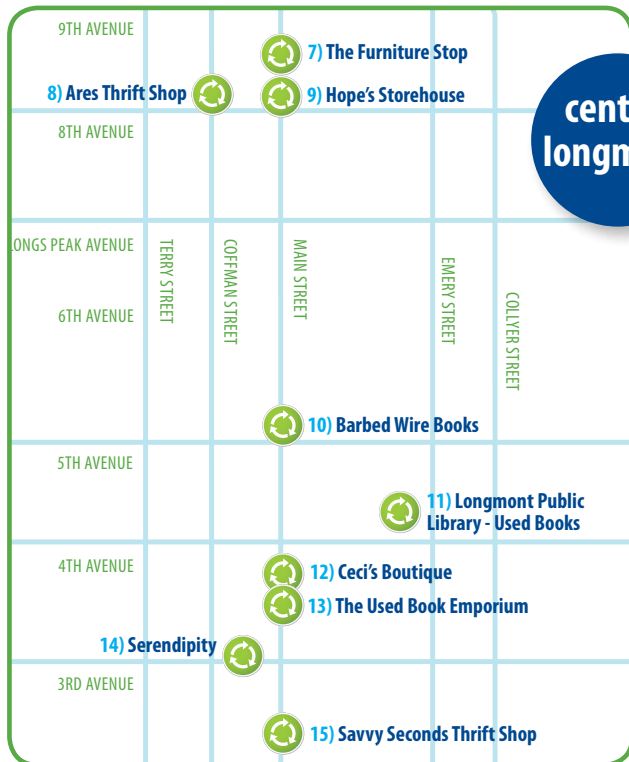 9TH AVENUE
7) The Furniture Stop
8) Ares Thrift Shop
9) Hope's Storehouse
8TH AVENUE
LONGS PEAK AVENUE
TERRY STREET
COFFMAN STREET
MAIN STREET
EMERY STREET
COLLYER STREET
6TH AVENUE
10) Barbed Wire Books
5TH AVENUE
11) Longmont Public
Library - Used Books
4TH AVENUE
12) Ceci's Boutique
13) The Used Book Emporium
14) Serendipity
3RD AVENUE
15) Savvy Seconds Thrift Shop